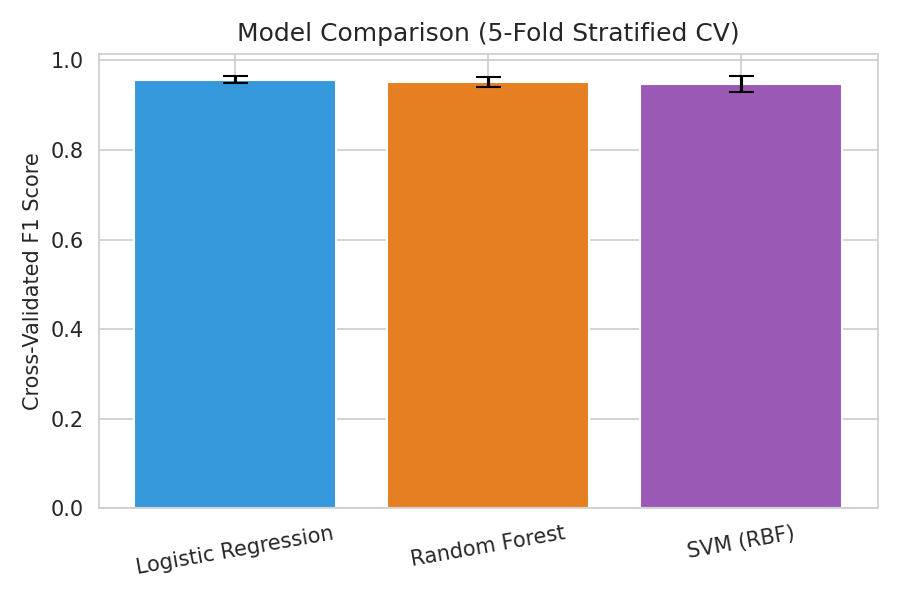 Model Comparison (5-Fold Stratified CV)
Cross-Validated F1 Score
1.0
0.8
0.6
0.4
0.2
0.0
Logistic Regression
Random Forest
SVM (RBF)